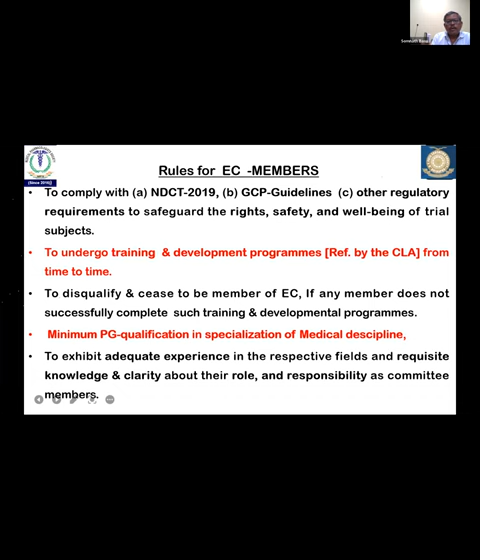 Rules for EC -MEMBERS
• To comply with (a) NDCT-2019, (b) GCP-Guidelines (c) other regulatory
requirements to safeguard the rights, safety, and well-being of trial
subjects.
• To undergo training & development programmes [Ref. by the CLA] from
time to time.
• To disqualify & cease to be member of EC, If any member does not
successfully complete such training & developmental programmes.
• Minimum PG-qualification in specialization of Medical descipline,
• To exhibit adequate experience in the respective fields and requisite
knowledge & clarity about their role, and responsibility as committee
members.